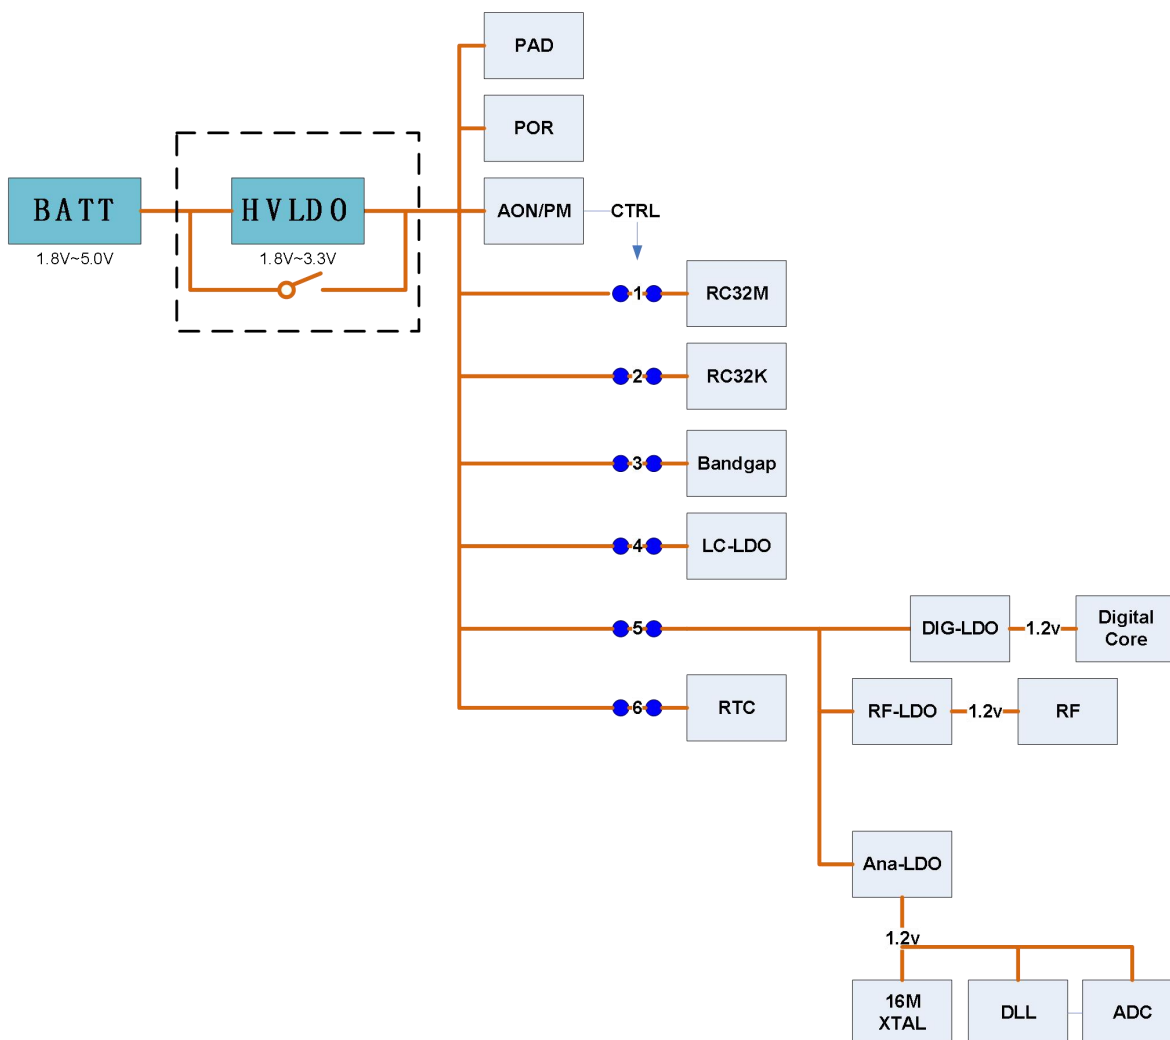 PAD
POR
BATT
HVLDO
AON/PM
CTRL
1.8V~5.0V
1.8V~3.3V
1
RC32M
2
RC32K
3
Bandgap
4
LC-LDO
5
DIG-LDO
1.2v
Digital
Core
6
RTC
RF-LDO
1.2v
RF
Ana-LDO
1.2v
16M
XTAL
DLL
ADC